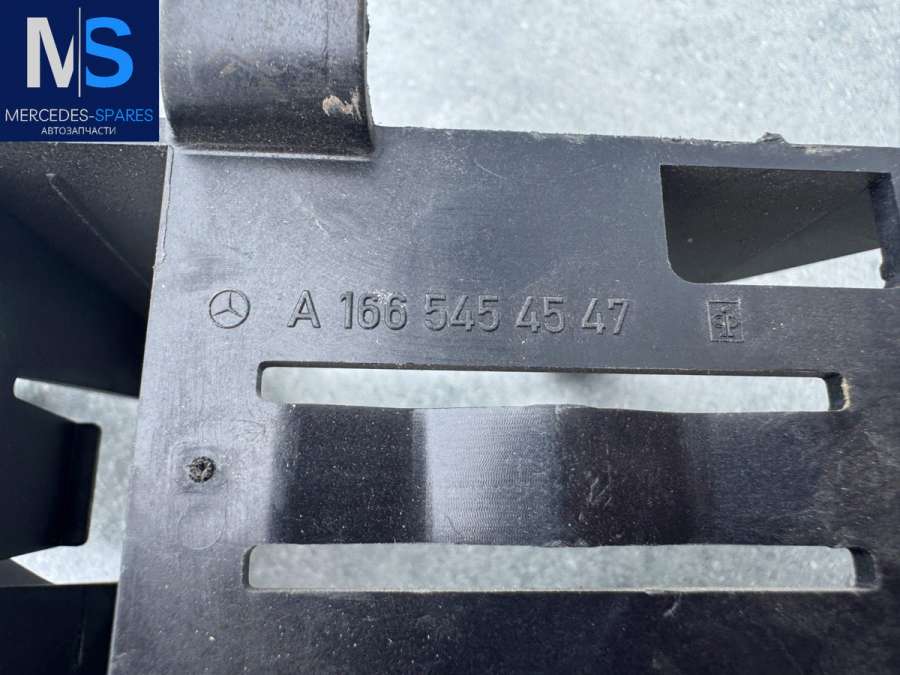 MS
MERCEDES-SPARES
АВТОЗАПЧАСТИ
A 166 545 45 47